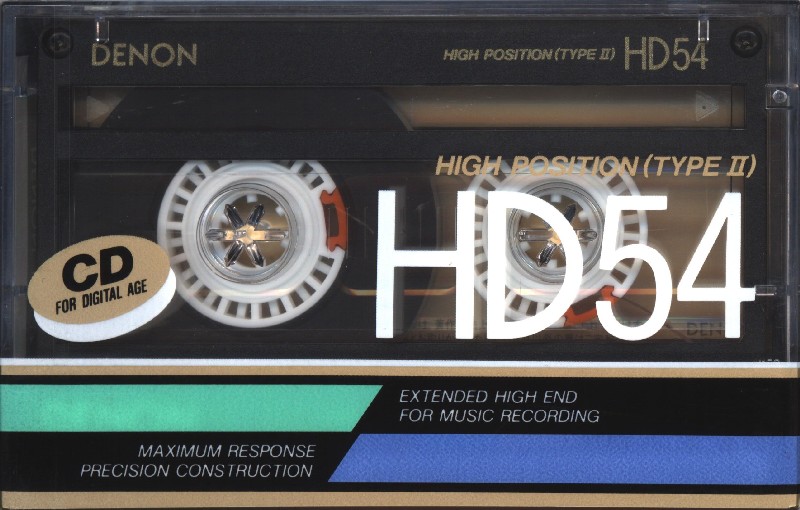 DENON
HIGH POSITION (TYPE II) HD54
HIGH POSITION (TYPE II)
HD54
CD
FOR DIGITAL AGE
DEN
EXTENDED HIGH END
FOR MUSIC RECORDING
MAXIMUM RESPONSE
PRECISION CONSTRUCTION